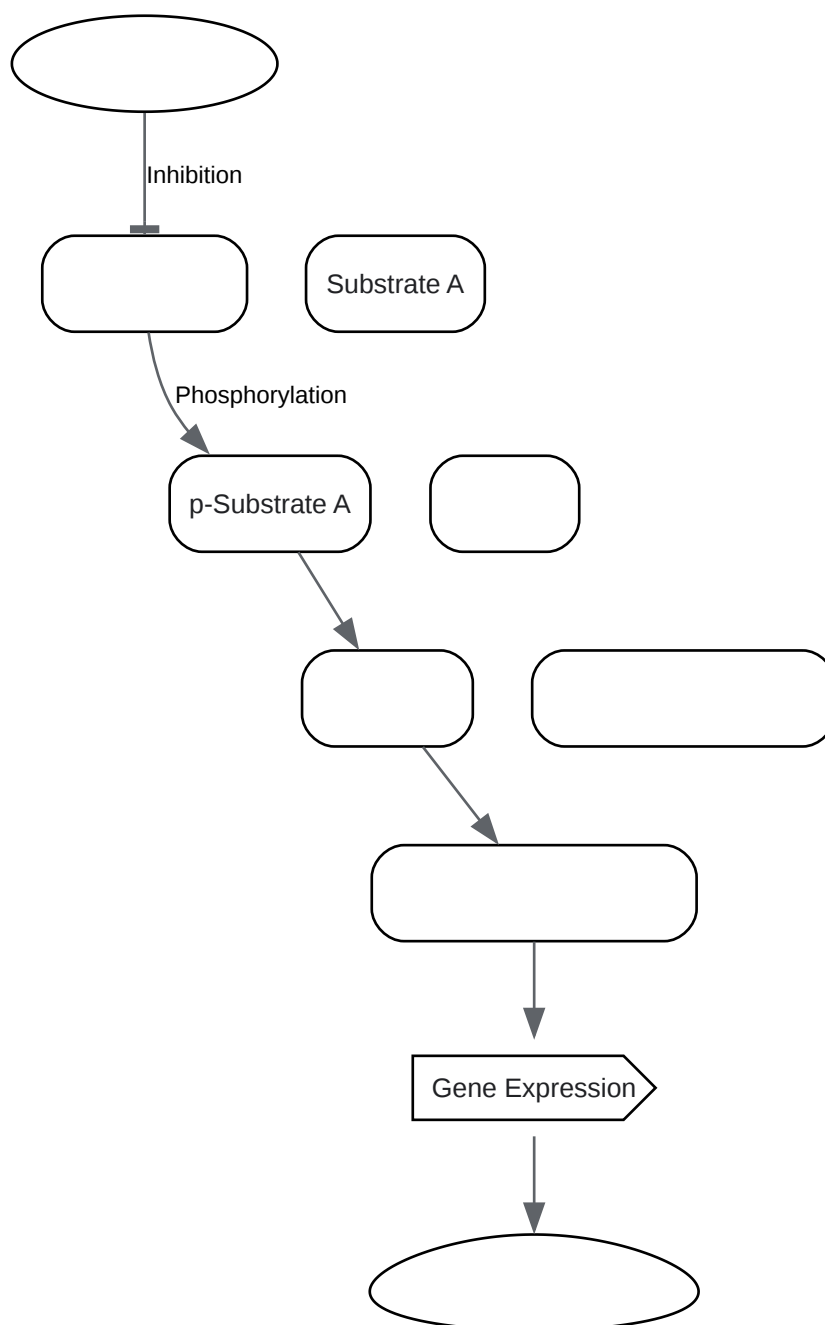 Inhibition
Substrate A
Phosphorylation
p-Substrate A
Gene Expression